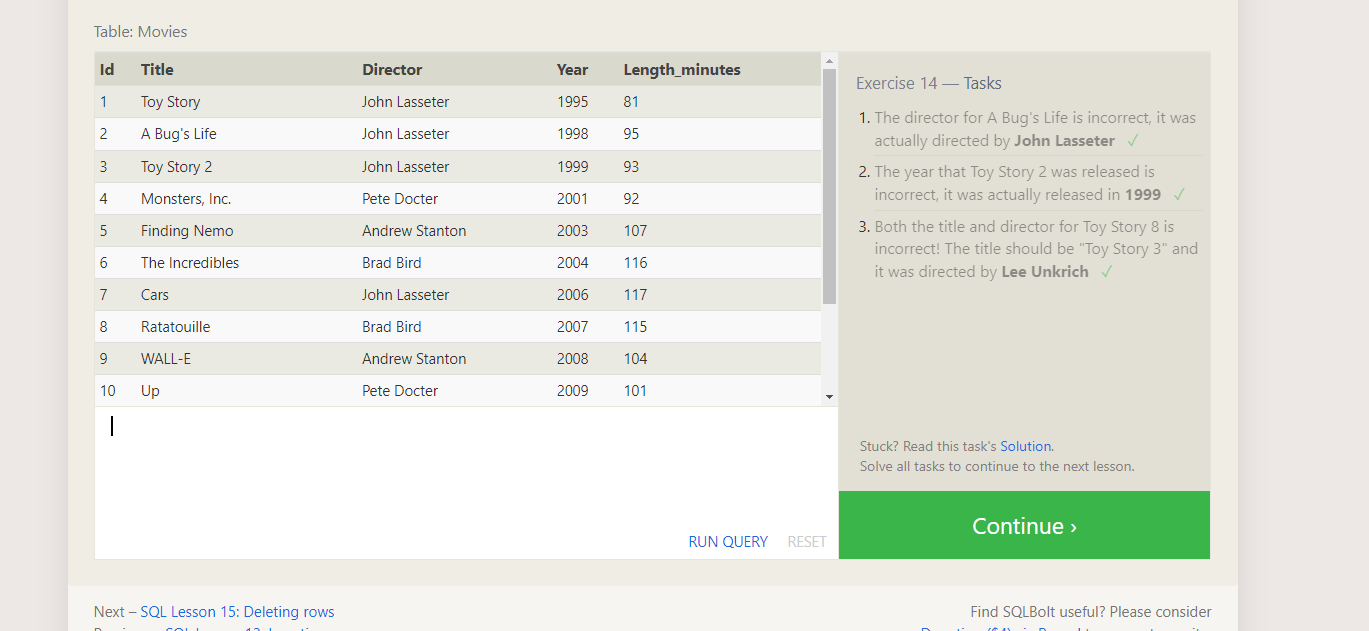 Table: Movies
Id Title Director Year Length_minutes
1 Toy Story John Lasseter 1995 81
2 A Bug's Life John Lasseter 1998 95
3 Toy Story 2 John Lasseter 1999 93
4 Monsters, Inc. Pete Docter 2001 92
5 Finding Nemo Andrew Stanton 2003 107
6 The Incredibles Brad Bird 2004 116
7 Cars John Lasseter 2006 117
8 Ratatouille Brad Bird 2007 115
9 WALL-E Andrew Stanton 2008 104
10 Up Pete Docter 2009 101
RUN QUERY RESET
Exercise 14 — Tasks
1. The director for A Bug's Life is incorrect, it was
actually directed by John Lasseter ✓
2. The year that Toy Story 2 was released is
incorrect, it was actually released in 1999 ✓
3. Both the title and director for Toy Story 8 is
incorrect! The title should be "Toy Story 3" and
it was directed by Lee Unkrich ✓
Stuck? Read this task's Solution.
Solve all tasks to continue to the next lesson.
Continue ›
Next – SQL Lesson 15: Deleting rows
Find SQLBolt useful? Please consider